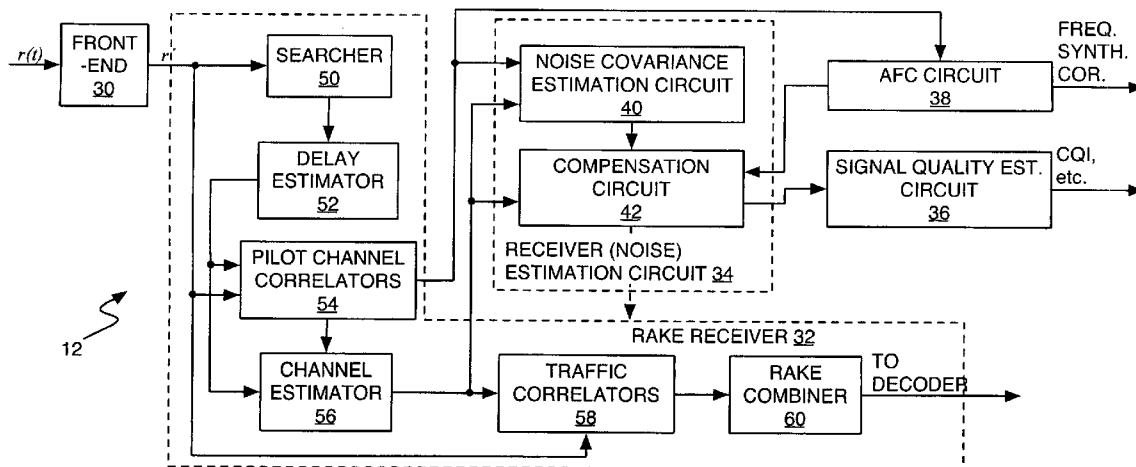 r(t)
FRONT
-END
30
r'
SEARCHER
50
DELAY
ESTIMATOR
52
PILOT CHANNEL
CORRELATORS
54
CHANNEL
ESTIMATOR
56
12
NOISE COVARIANCE
ESTIMATION CIRCUIT
40
COMPENSATION
CIRCUIT
42
RECEIVER (NOISE)
ESTIMATION CIRCUIT 34
AFC CIRCUIT
38
FREQ.
SYNTH.
COR.
SIGNAL QUALITY EST.
CIRCUIT
36
CQI,
etc.
RAKE RECEIVER 32
TRAFFIC
CORRELATORS
58
RAKE
COMBINER
60
TO
DECODER